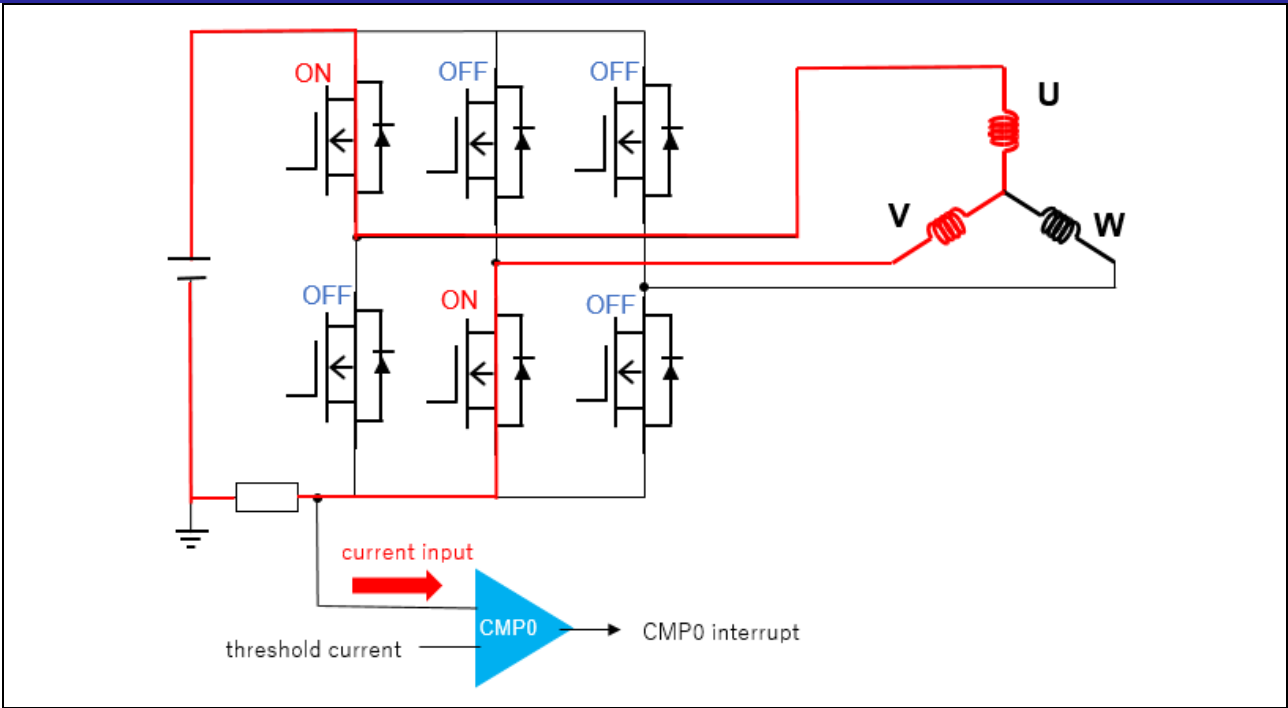 ON
OFF
OFF
U
V
W
OFF
ON
OFF
current input
CMP0
CMP0 interrupt
threshold current